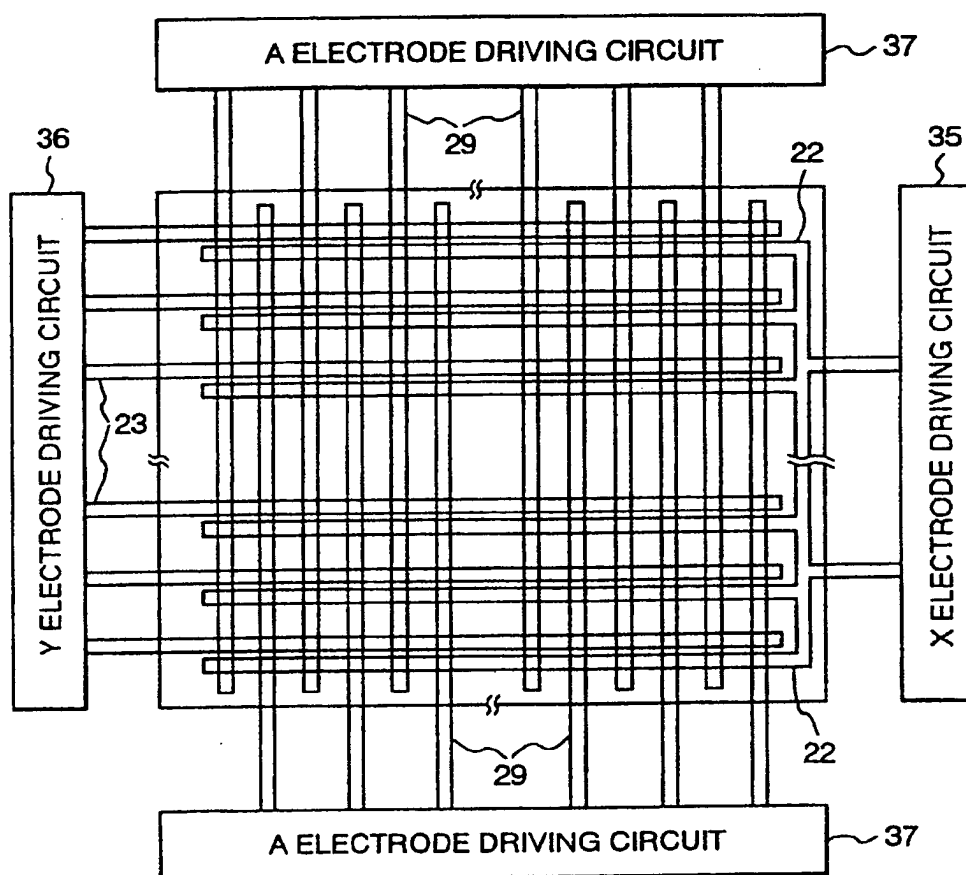 A ELECTRODE DRIVING CIRCUIT
37
29
36
35
22
Y ELECTRODE DRIVING CIRCUIT
X ELECTRODE DRIVING CIRCUIT
23
29
22
A ELECTRODE DRIVING CIRCUIT
37